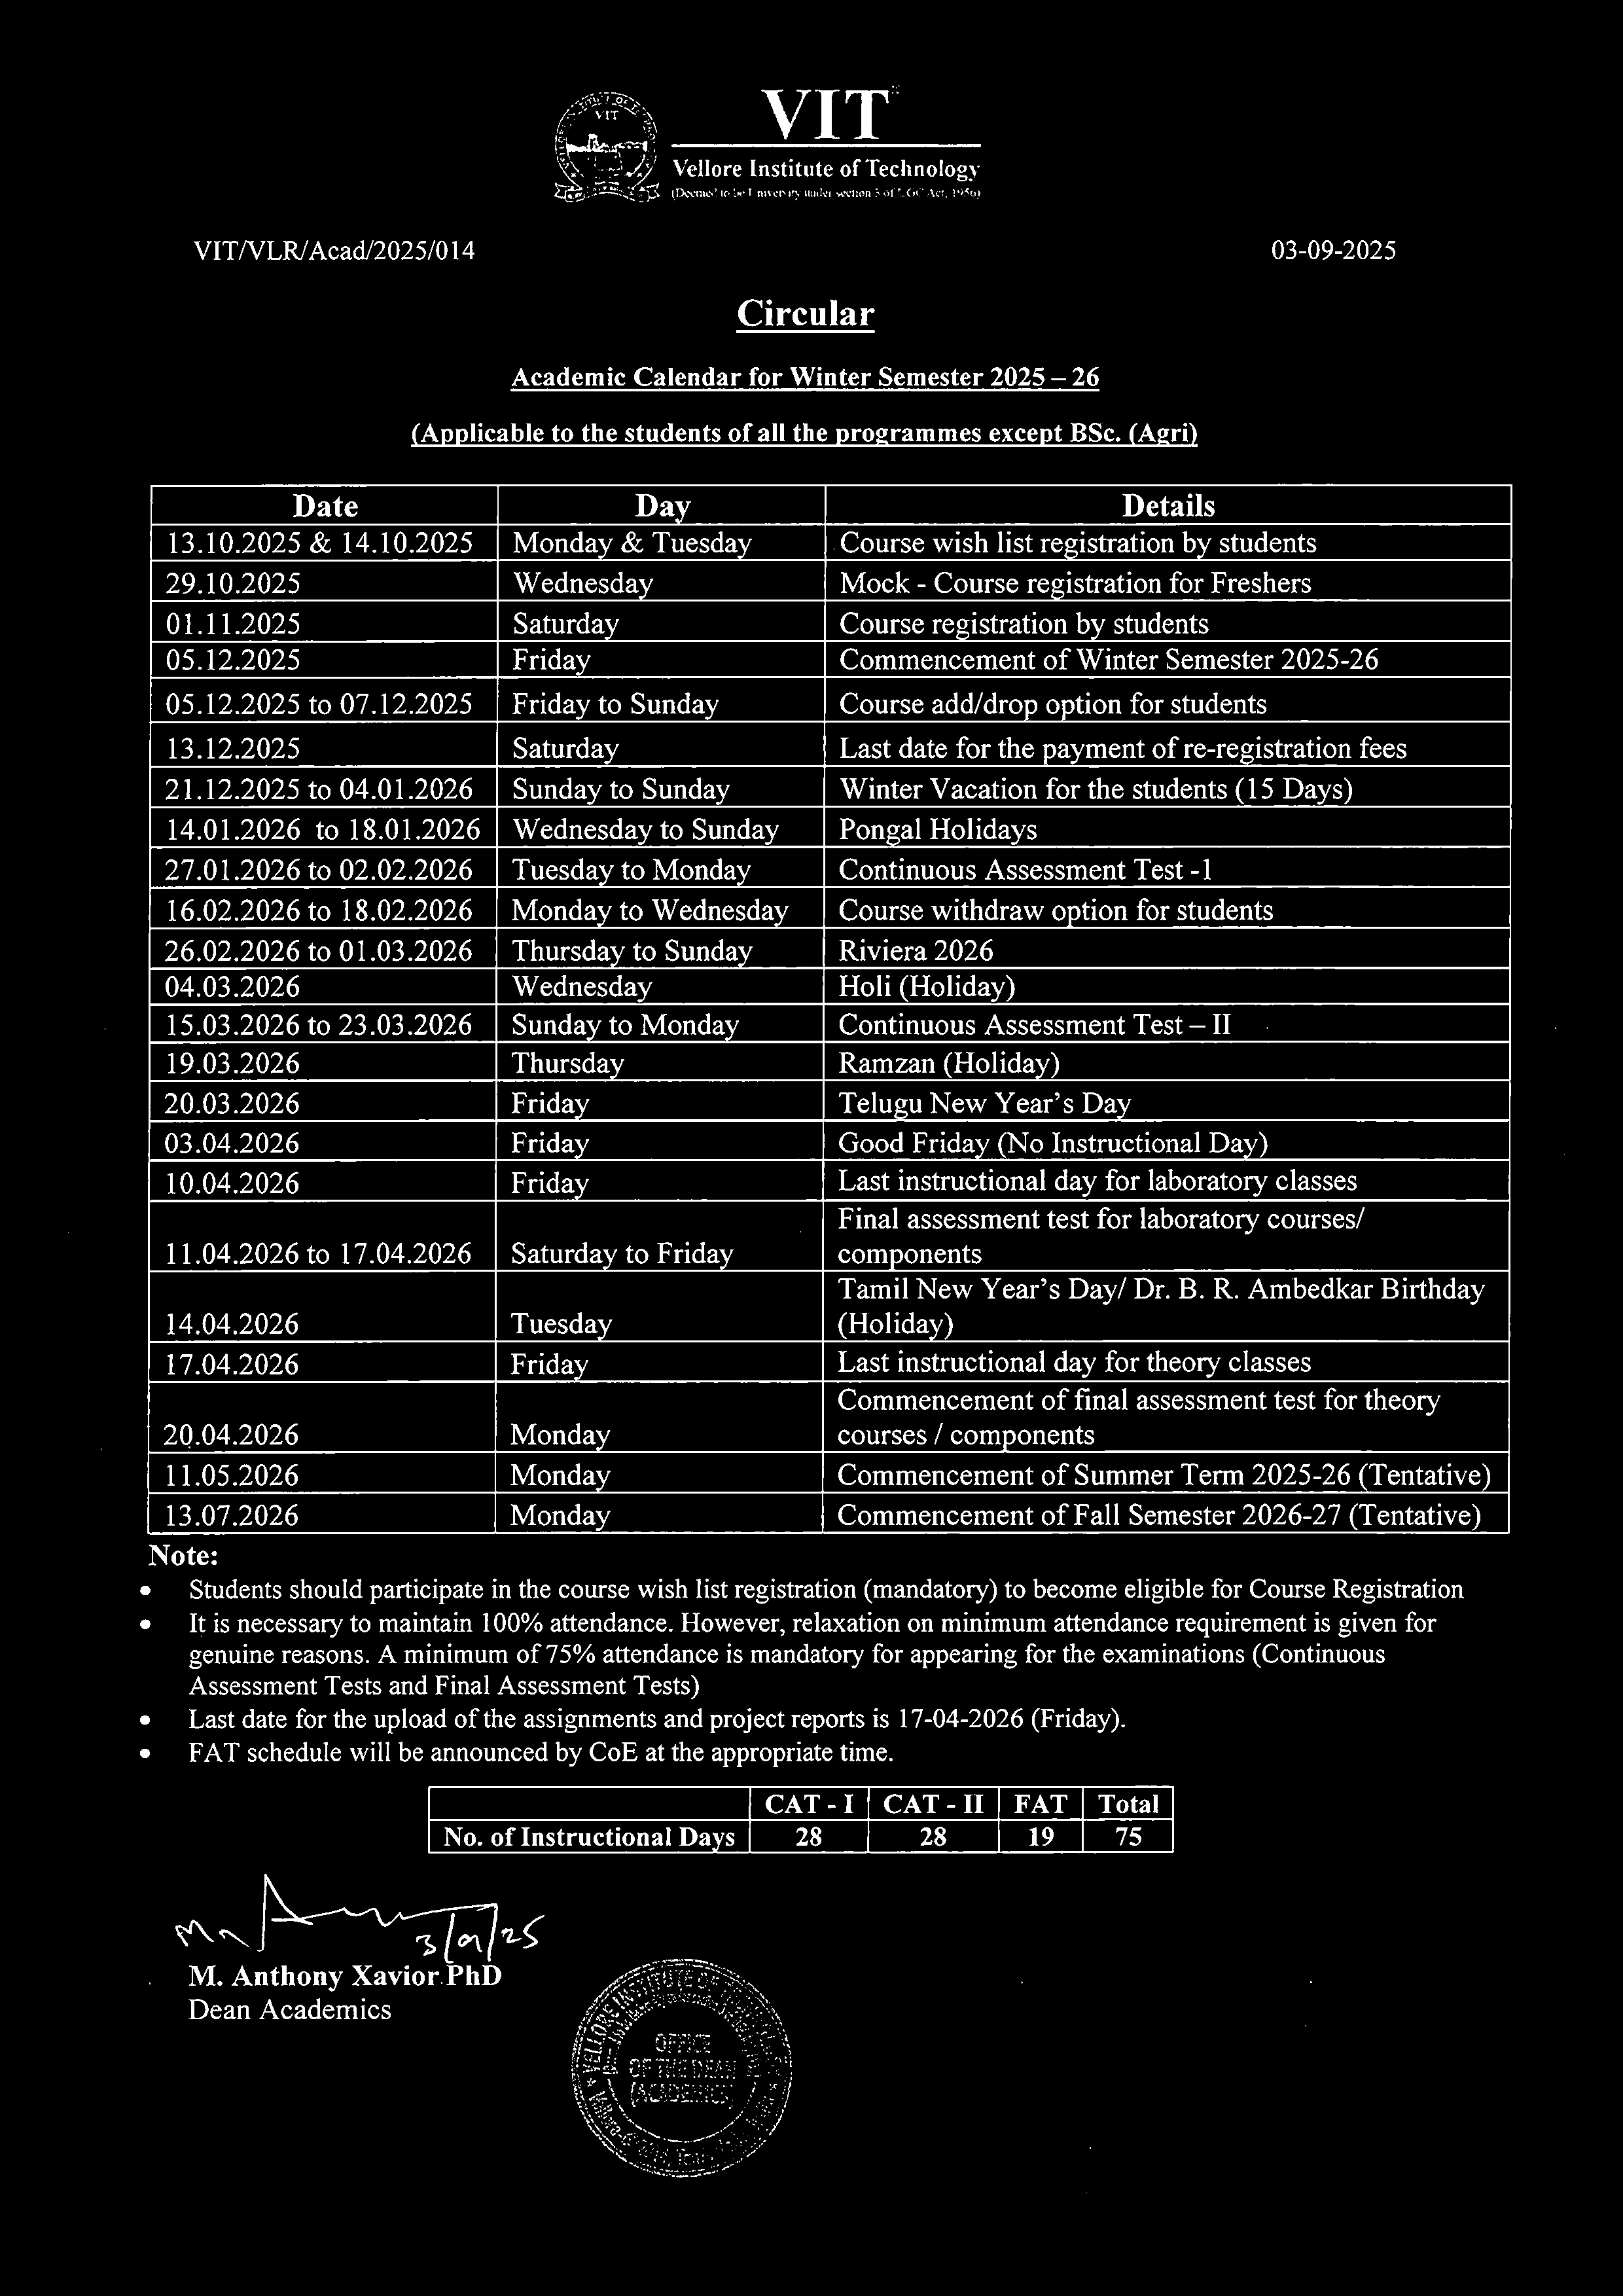 VIT
VIT
Vellore Institute of Technology
(Deemed to be University under section 3 of UGC Act, 1956)
VIT/VLR/Acad/2025/014 03-09-2025
Circular
Academic Calendar for Winter Semester 2025 – 26
(Applicable to the students of all the programmes except BSc. (Agri)
Date Day Details
13.10.2025 & 14.10.2025 Monday & Tuesday Course wish list registration by students
29.10.2025 Wednesday Mock - Course registration for Freshers
01.11.2025 Saturday Course registration by students
05.12.2025 Friday Commencement of Winter Semester 2025-26
05.12.2025 to 07.12.2025 Friday to Sunday Course add/drop option for students
13.12.2025 Saturday Last date for the payment of re-registration fees
21.12.2025 to 04.01.2026 Sunday to Sunday Winter Vacation for the students (15 Days)
14.01.2026 to 18.01.2026 Wednesday to Sunday Pongal Holidays
27.01.2026 to 02.02.2026 Tuesday to Monday Continuous Assessment Test -I
16.02.2026 to 18.02.2026 Monday to Wednesday Course withdraw option for students
26.02.2026 to 01.03.2026 Thursday to Sunday Riviera 2026
04.03.2026 Wednesday Holi (Holiday)
15.03.2026 to 23.03.2026 Sunday to Monday Continuous Assessment Test – II
19.03.2026 Thursday Ramzan (Holiday)
20.03.2026 Friday Telugu New Year's Day
03.04.2026 Friday Good Friday (No Instructional Day)
10.04.2026 Friday Last instructional day for laboratory classes
Final assessment test for laboratory courses/
11.04.2026 to 17.04.2026 Saturday to Friday components
Tamil New Year's Day/ Dr. B. R. Ambedkar Birthday
14.04.2026 Tuesday (Holiday)
17.04.2026 Friday Last instructional day for theory classes
Commencement of final assessment test for theory
20.04.2026 Monday courses / components
11.05.2026 Monday Commencement of Summer Term 2025-26 (Tentative)
13.07.2026 Monday Commencement of Fall Semester 2026-27 (Tentative)
Note:
• Students should participate in the course wish list registration (mandatory) to become eligible for Course Registration
• It is necessary to maintain 100% attendance. However, relaxation on minimum attendance requirement is given for
genuine reasons. A minimum of 75% attendance is mandatory for appearing for the examinations (Continuous
Assessment Tests and Final Assessment Tests)
• Last date for the upload of the assignments and project reports is 17-04-2026 (Friday).
• FAT schedule will be announced by CoE at the appropriate time.
CAT - I CAT - II FAT Total
No. of Instructional Days 28 28 19 75
3/9/25
M. Anthony Xavior PhD
Dean Academics
VELLORE INSTITUTE OF
OFFICE
OF THE DEAN
(ACADEMICS)